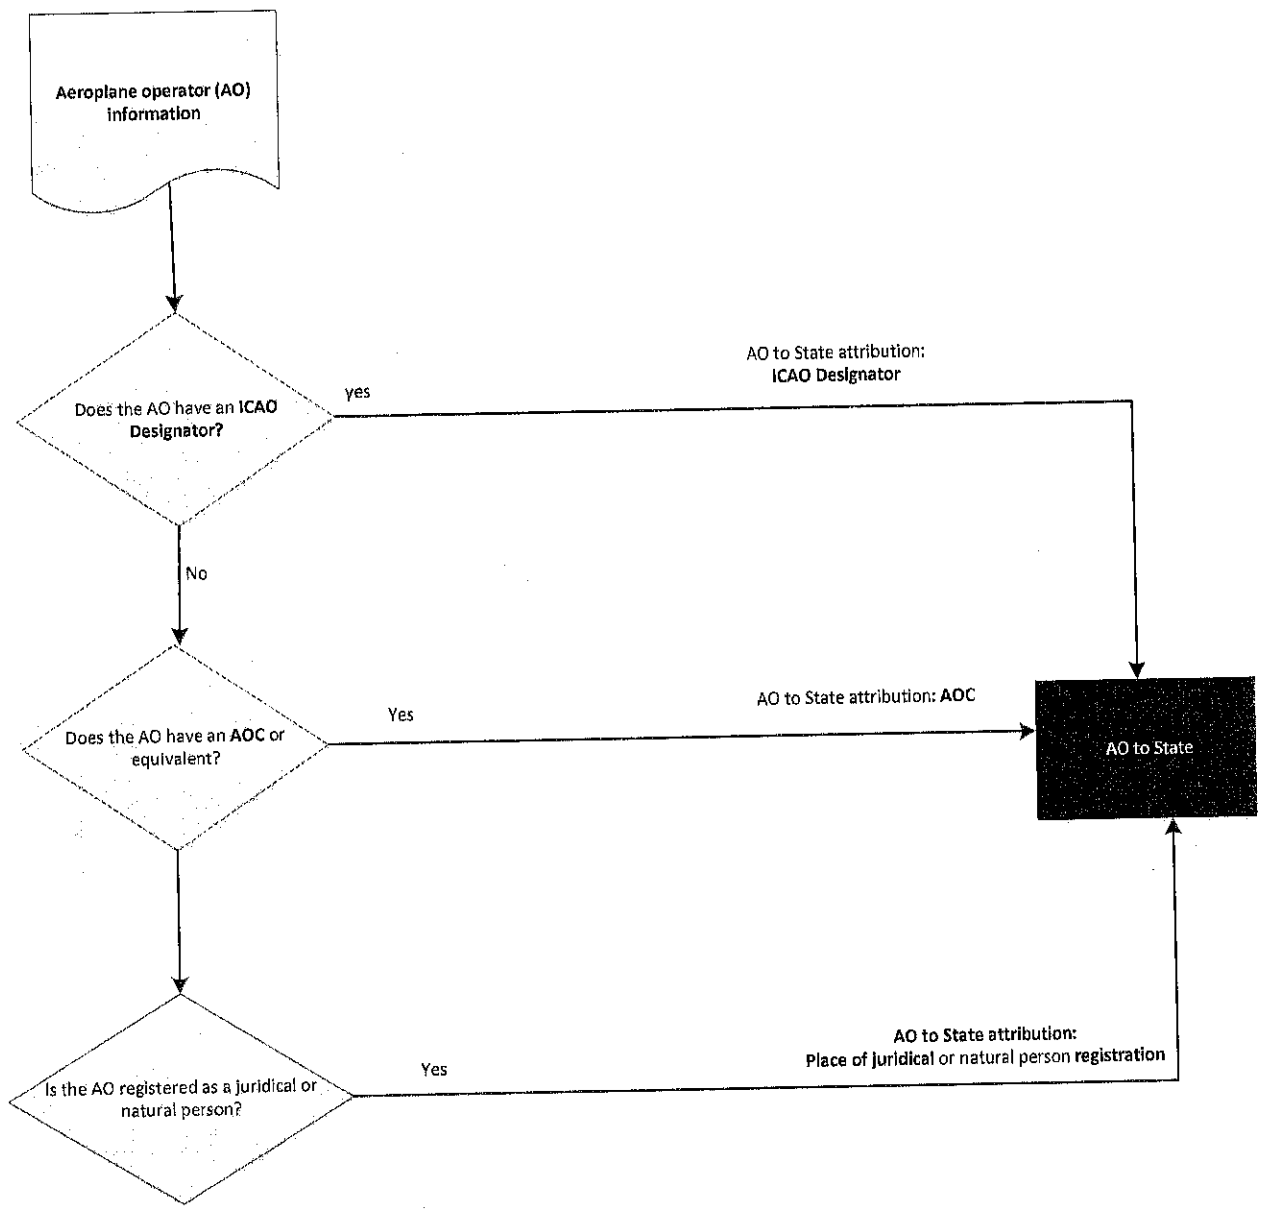 Aeroplane operator (AO)
information
AO to State attribution:
ICAO Designator
yes
Does the AO have an ICAO
Designator?
No
AO to State attribution: AOC
Yes
Does the AO have an AOC or
equivalent?
AO to State
AO to State attribution:
Place of juridical or natural person registration
Yes
Is the AO registered as a juridical or
natural person?